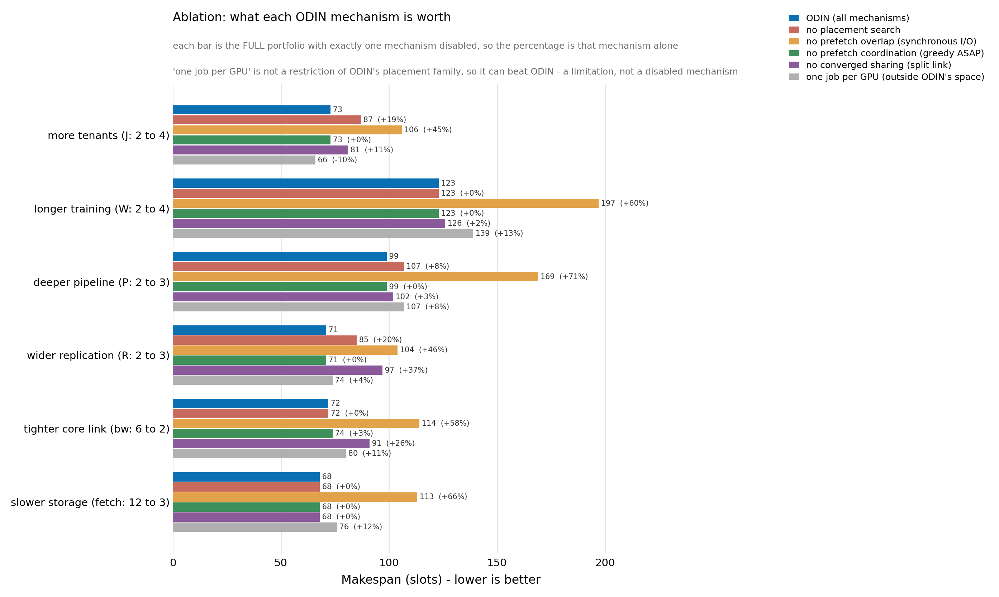 Ablation: what each ODIN mechanism is worth
each bar is the FULL portfolio with exactly one mechanism disabled, so the percentage is that mechanism alone
'one job per GPU' is not a restriction of ODIN's placement family, so it can beat ODIN - a limitation, not a disabled mechanism
ODIN (all mechanisms)
no placement search
no prefetch overlap (synchronous I/O)
no prefetch coordination (greedy ASAP)
no converged sharing (split link)
one job per GPU (outside ODIN's space)
more tenants (J: 2 to 4)
73
87 (+19%)
106 (+45%)
73 (+0%)
81 (+11%)
66 (-10%)
longer training (W: 2 to 4)
123
123 (+0%)
197 (+60%)
123 (+0%)
126 (+2%)
139 (+13%)
deeper pipeline (P: 2 to 3)
99
107 (+8%)
169 (+71%)
99 (+0%)
102 (+3%)
107 (+8%)
wider replication (R: 2 to 3)
71
85 (+20%)
104 (+46%)
71 (+0%)
97 (+37%)
74 (+4%)
tighter core link (bw: 6 to 2)
72
72 (+0%)
114 (+58%)
74 (+3%)
91 (+26%)
80 (+11%)
slower storage (fetch: 12 to 3)
68
68 (+0%)
113 (+66%)
68 (+0%)
68 (+0%)
76 (+12%)
0 50 100 150 200
Makespan (slots) - lower is better